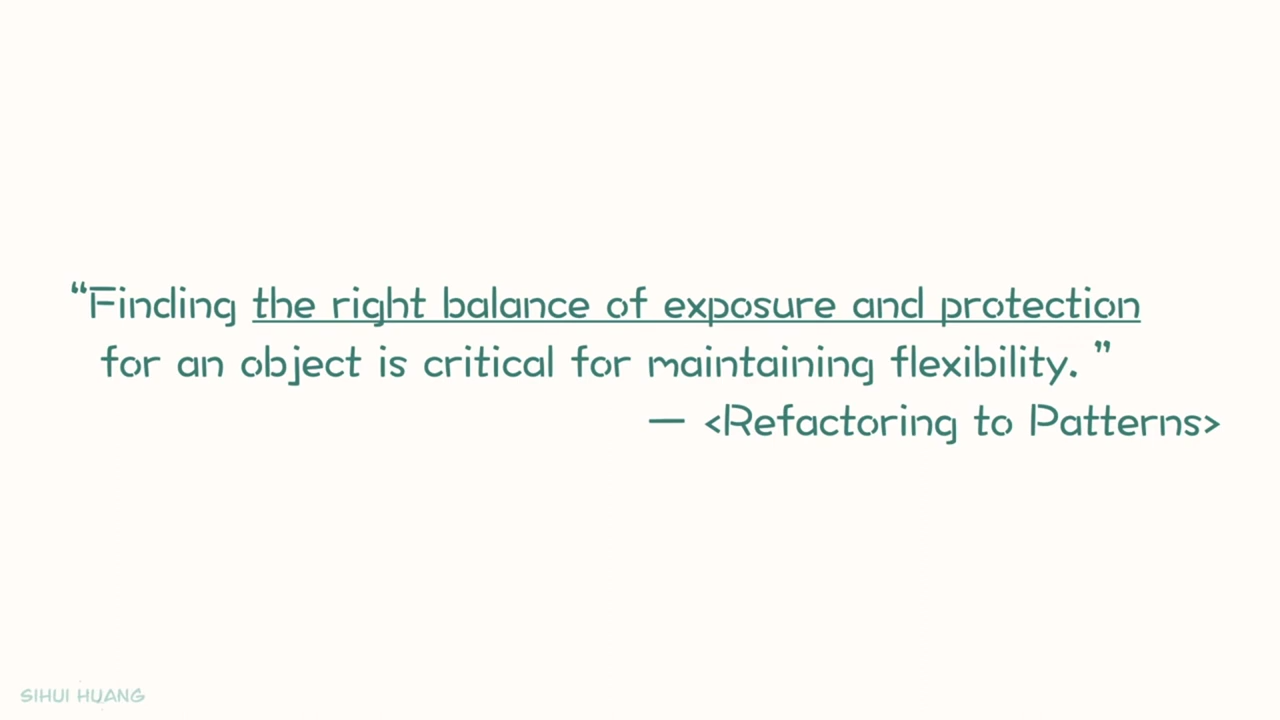 “Finding the right balance of exposure and protection
for an object is critical for maintaining flexibility. ”
— <Refactoring to Patterns>
SIHUI HUANG